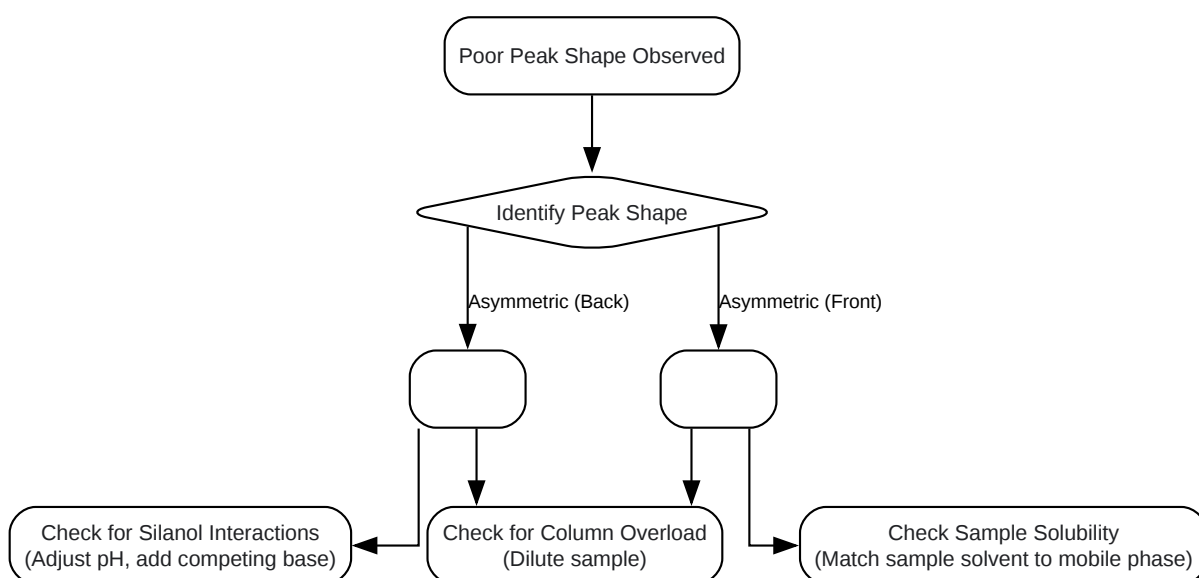 Poor Peak Shape Observed
Identify Peak Shape
Asymmetric (Back)
Asymmetric (Front)
Check for Silanol Interactions
(Adjust pH, add competing base)
Check for Column Overload
(Dilute sample)
Check Sample Solubility
(Match sample solvent to mobile phase)